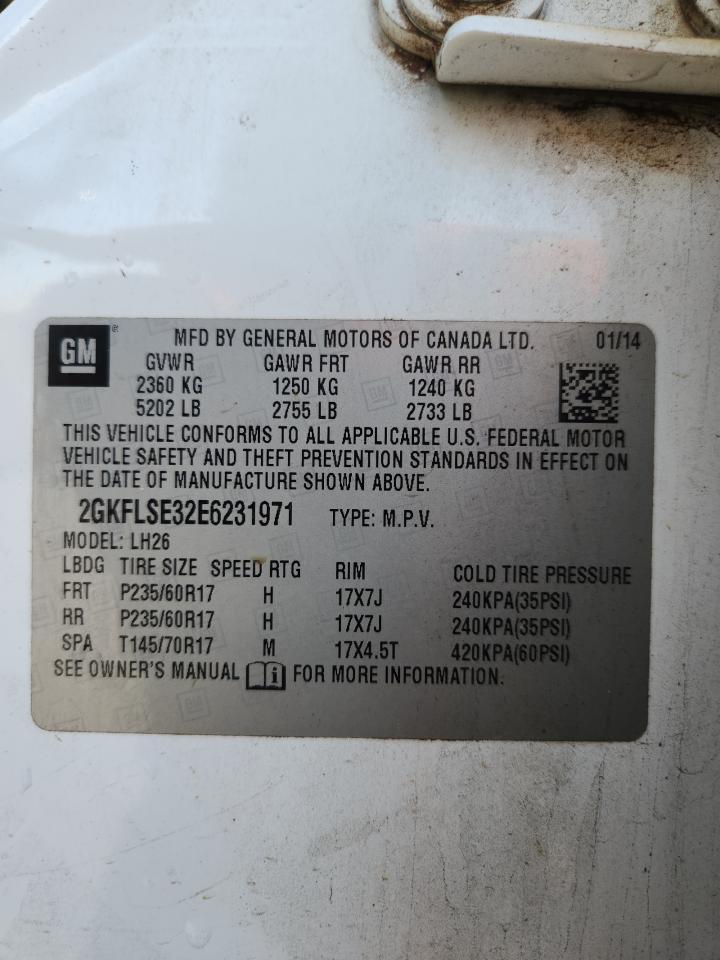 GM ®
MFD BY GENERAL MOTORS OF CANADA LTD. 01/14
GVWR GAWR FRT GAWR RR
2360 KG 1250 KG 1240 KG
5202 LB 2755 LB 2733 LB
THIS VEHICLE CONFORMS TO ALL APPLICABLE U.S. FEDERAL MOTOR
VEHICLE SAFETY AND THEFT PREVENTION STANDARDS IN EFFECT ON
THE DATE OF MANUFACTURE SHOWN ABOVE.
2GKFLSE32E6231971 TYPE: M.P.V.
MODEL: LH26
LBDG TIRE SIZE SPEED RTG RIM COLD TIRE PRESSURE
FRT P235/60R17 H 17X7J 240KPA(35PSI)
RR P235/60R17 H 17X7J 240KPA(35PSI)
SPA T145/70R17 M 17X4.5T 420KPA(60PSI)
SEE OWNER'S MANUAL FOR MORE INFORMATION.